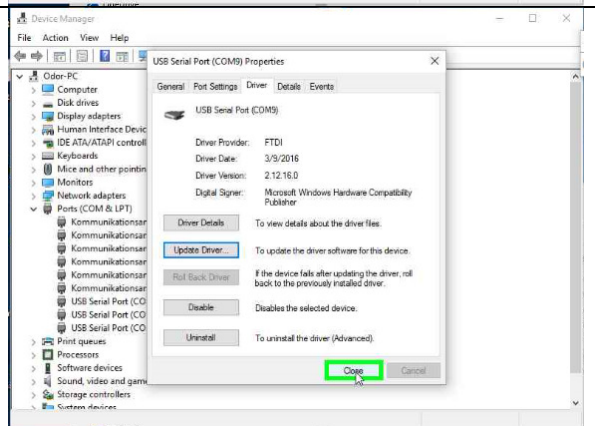 Device Manager
File Action View Help
USB Serial Port (COM9) Properties
General Port Settings Driver Details Events
USB Serial Port (COM9)
Driver Provider: FTDI
Driver Date: 3/9/2016
Driver Version: 2.12.16.0
Digital Signer: Microsoft Windows Hardware Compatibility
Publisher
Driver Details To view details about the driver files.
Update Driver... To update the driver software for this device.
Roll Back Driver If the device fails after updating the driver, roll
back to the previously installed driver.
Disable Disables the selected device.
Uninstall To uninstall the driver (Advanced).
Close Cancel
Odor-PC
Computer
Disk drives
Display adapters
Human Interface Devic
IDE ATA/ATAPI controll
Keyboards
Mice and other pointin
Monitors
Network adapters
Ports (COM & LPT)
Kommunikationsar
Kommunikationsar
Kommunikationsar
Kommunikationsar
Kommunikationsar
Kommunikationsar
USB Serial Port (CO
USB Serial Port (CO
USB Serial Port (CO
Print queues
Processors
Software devices
Sound, video and game
Storage controllers
System devices